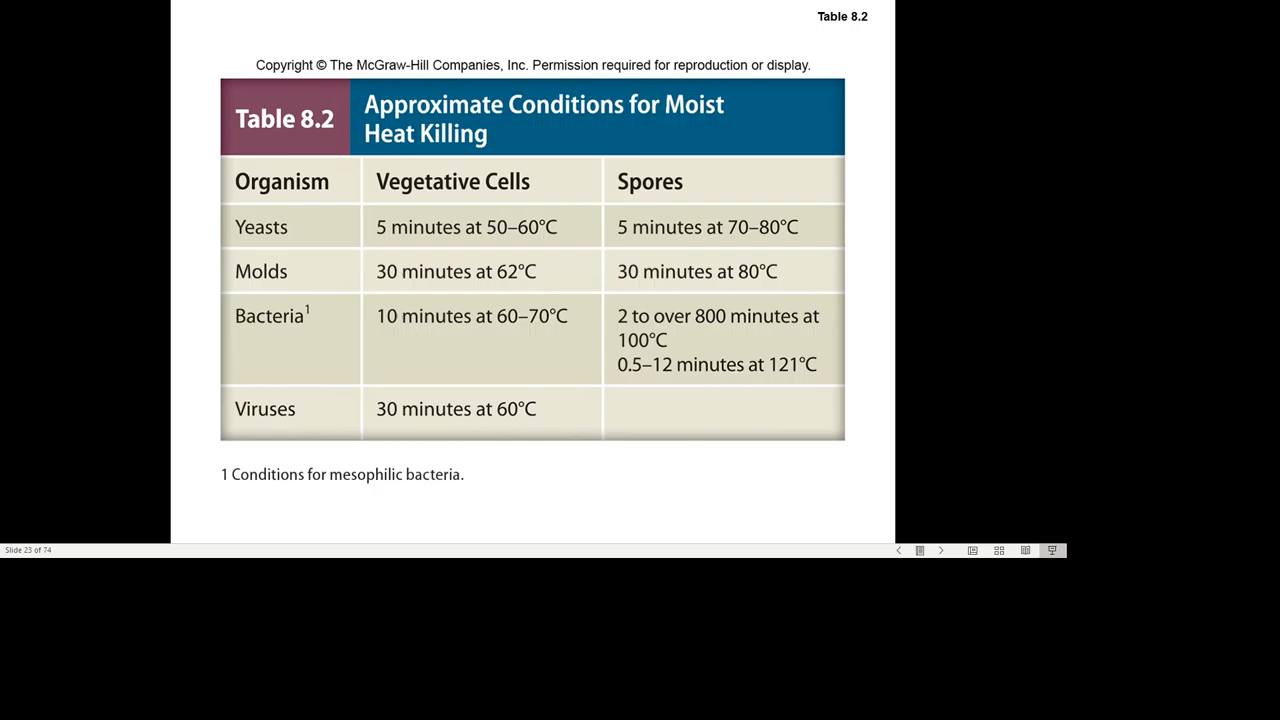 Table 8.2
Copyright © The McGraw-Hill Companies, Inc. Permission required for reproduction or display.
Table 8.2
Approximate Conditions for Moist
Heat Killing
Organism Vegetative Cells Spores
Yeasts 5 minutes at 50–60°C 5 minutes at 70–80°C
Molds 30 minutes at 62°C 30 minutes at 80°C
Bacteria1 10 minutes at 60–70°C 2 to over 800 minutes at
100°C
0.5–12 minutes at 121°C
Viruses 30 minutes at 60°C
1 Conditions for mesophilic bacteria.
Slide 23 of 74